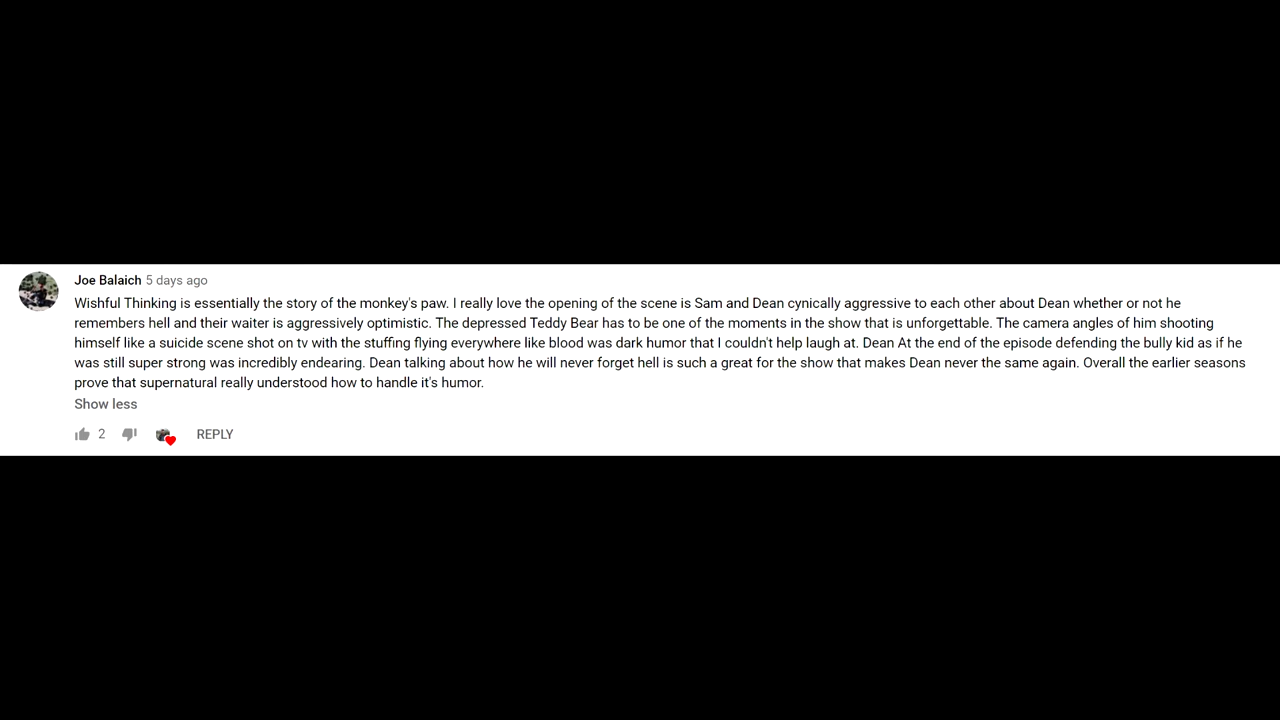 Joe Balaich 5 days ago
Wishful Thinking is essentially the story of the monkey's paw. I really love the opening of the scene is Sam and Dean cynically aggressive to each other about Dean whether or not he
remembers hell and their waiter is aggressively optimistic. The depressed Teddy Bear has to be one of the moments in the show that is unforgettable. The camera angles of him shooting
himself like a suicide scene shot on tv with the stuffing flying everywhere like blood was dark humor that I couldn't help laugh at. Dean At the end of the episode defending the bully kid as if he
was still super strong was incredibly endearing. Dean talking about how he will never forget hell is such a great for the show that makes Dean never the same again. Overall the earlier seasons
prove that supernatural really understood how to handle it's humor.
Show less
2 REPLY